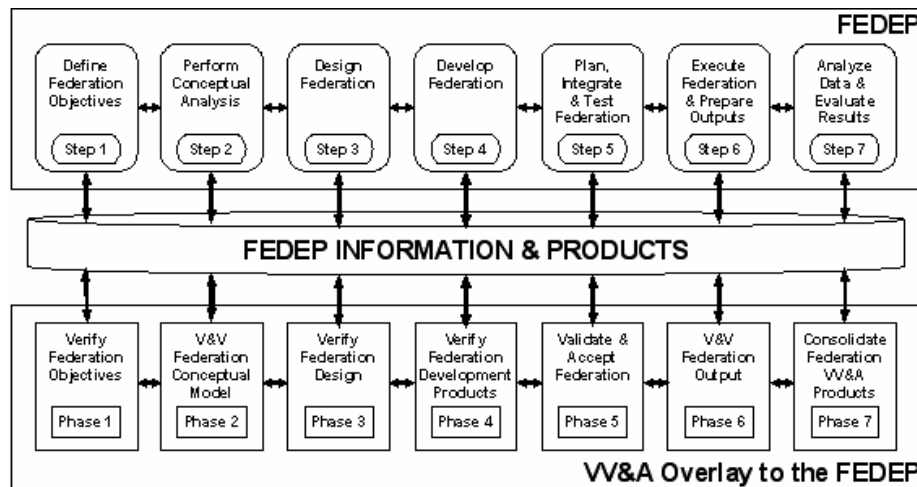 FEDEP
Define
Federation
Objectives
Step 1
Perform
Conceptual
Analysis
Step 2
Design
Federation
Step 3
Develop
Federation
Step 4
Plan,
Integrate
& Test
Federation
Step 5
Execute
Federation
& Prepare
Outputs
Step 6
Analyze
Data &
Evaluate
Results
Step 7
FEDEP INFORMATION & PRODUCTS
Verify
Federation
Objectives
Phase 1
V&V
Federation
Conceptual
Model
Phase 2
Verify
Federation
Design
Phase 3
Verify
Federation
Development
Products
Phase 4
Validate &
Accept
Federation
Phase 5
V&V
Federation
Output
Phase 6
Consolidate
Federation
VV&A
Products
Phase 7
VV&A Overlay to the FEDEP